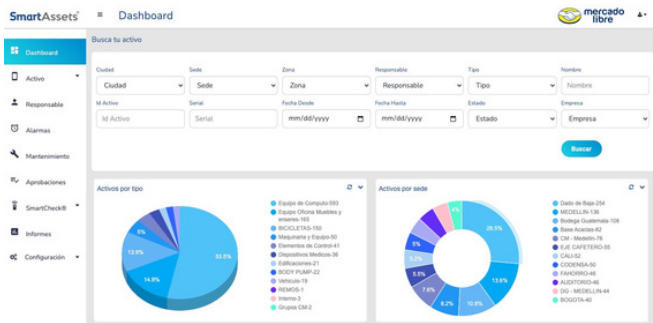 SmartAssets
Dashboard
mercado
libre
Dashboard
Activo
Responsable
Alarmas
Mantenimiento
Aprobaciones
SmartCheck®
Informes
Configuración
Busca tu activo
Ciudad Sede Zona Responsable Tipo Nombre
Ciudad Sede Zona Responsable Tipo Nombre
Id Activo Serial Fecha Desde Fecha Hasta Estado Empresa
Id Activo Serial mm/dd/yyyy mm/dd/yyyy Estado Empresa
Buscar
Activos por tipo
33.5%
14.9%
13.6%
5%
Equipo de Computo-593
Equipo Oficina Muebles y
enseres-165
BICICLETAS-150
Maquinaria y Equipo-50
Elementos de Control-41
Dispositivos Medicos-36
Edificaciones-21
BODY PUMP-22
Vehiculo-19
REMOS-1
Interno-3
Grupos CM-2
Activos por sede
4%
5%
5.2%
5.5%
7.6%
8.2%
10.8%
13.6%
Dado de Baja-254
MEDELLIN-136
Bodega Guatemala-108
Base Acacias-82
CM - Medellin-76
EJE CAFETERO-55
CALI-52
CODENSA-50
FAHORRO-46
AUDITORIO-46
DG - MEDELLIN-44
BOGOTA-40